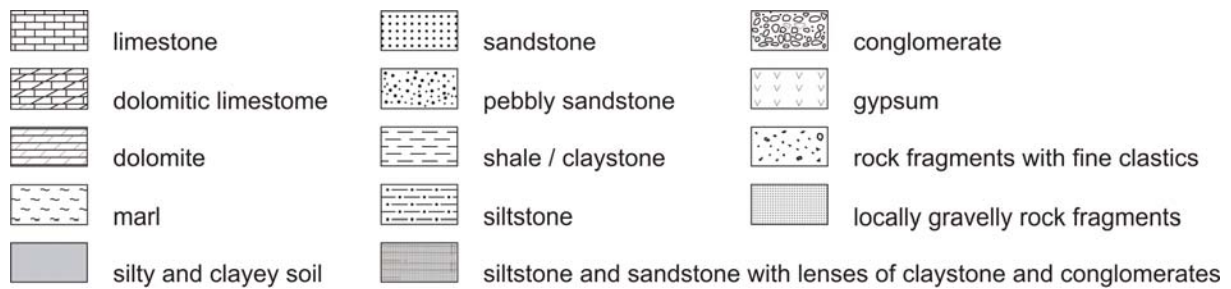 limestone
sandstone
conglomerate
dolomitic limestome
pebbly sandstone
gypsum
dolomite
shale / claystone
rock fragments with fine clastics
marl
siltstone
locally gravelly rock fragments
silty and clayey soil
siltstone and sandstone with lenses of claystone and conglomerates